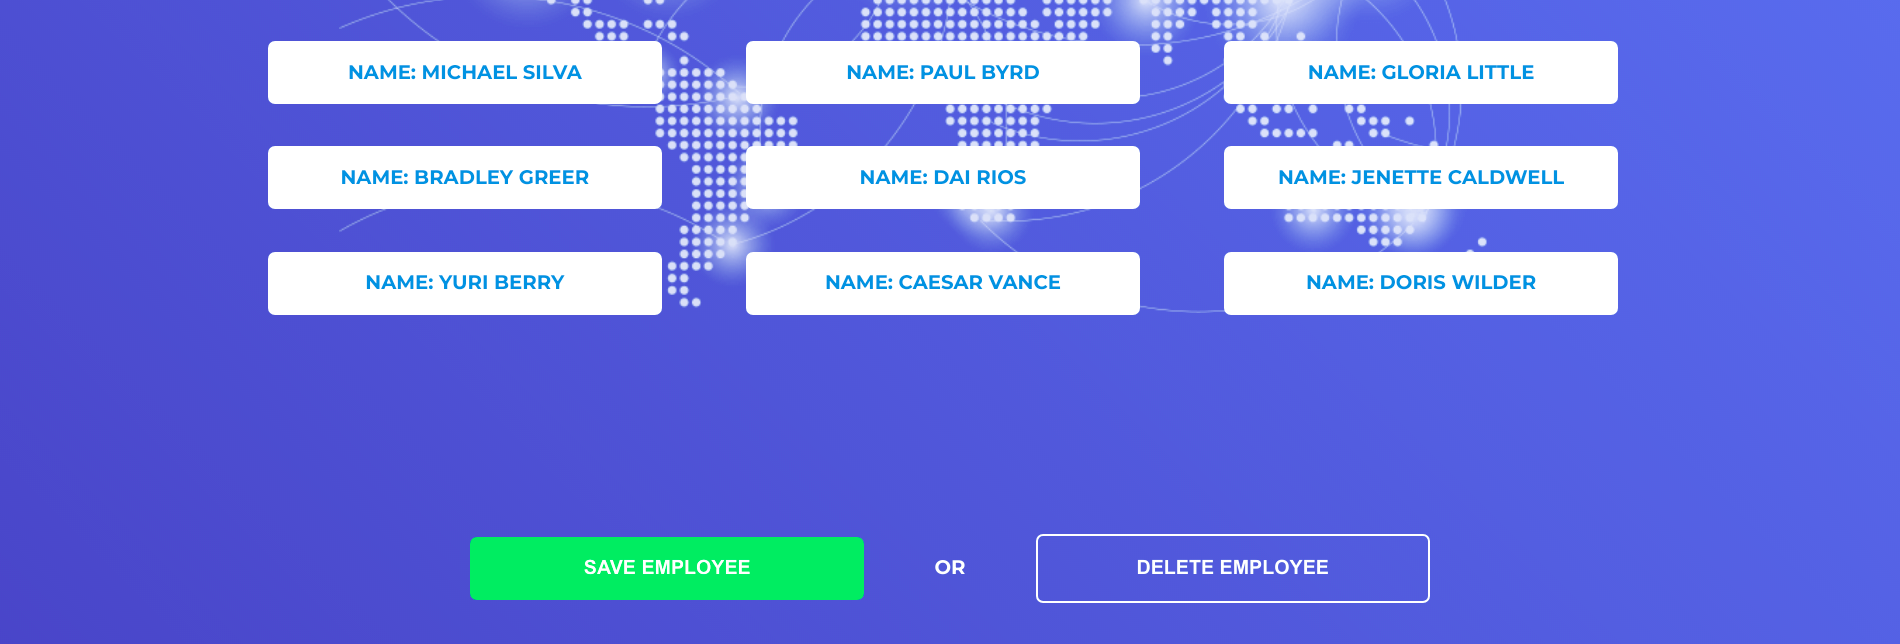 NAME: MICHAEL SILVA
NAME: PAUL BYRD
NAME: GLORIA LITTLE
NAME: BRADLEY GREER
NAME: DAI RIOS
NAME: JENETTE CALDWELL
NAME: YURI BERRY
NAME: CAESAR VANCE
NAME: DORIS WILDER
SAVE EMPLOYEE
OR
DELETE EMPLOYEE